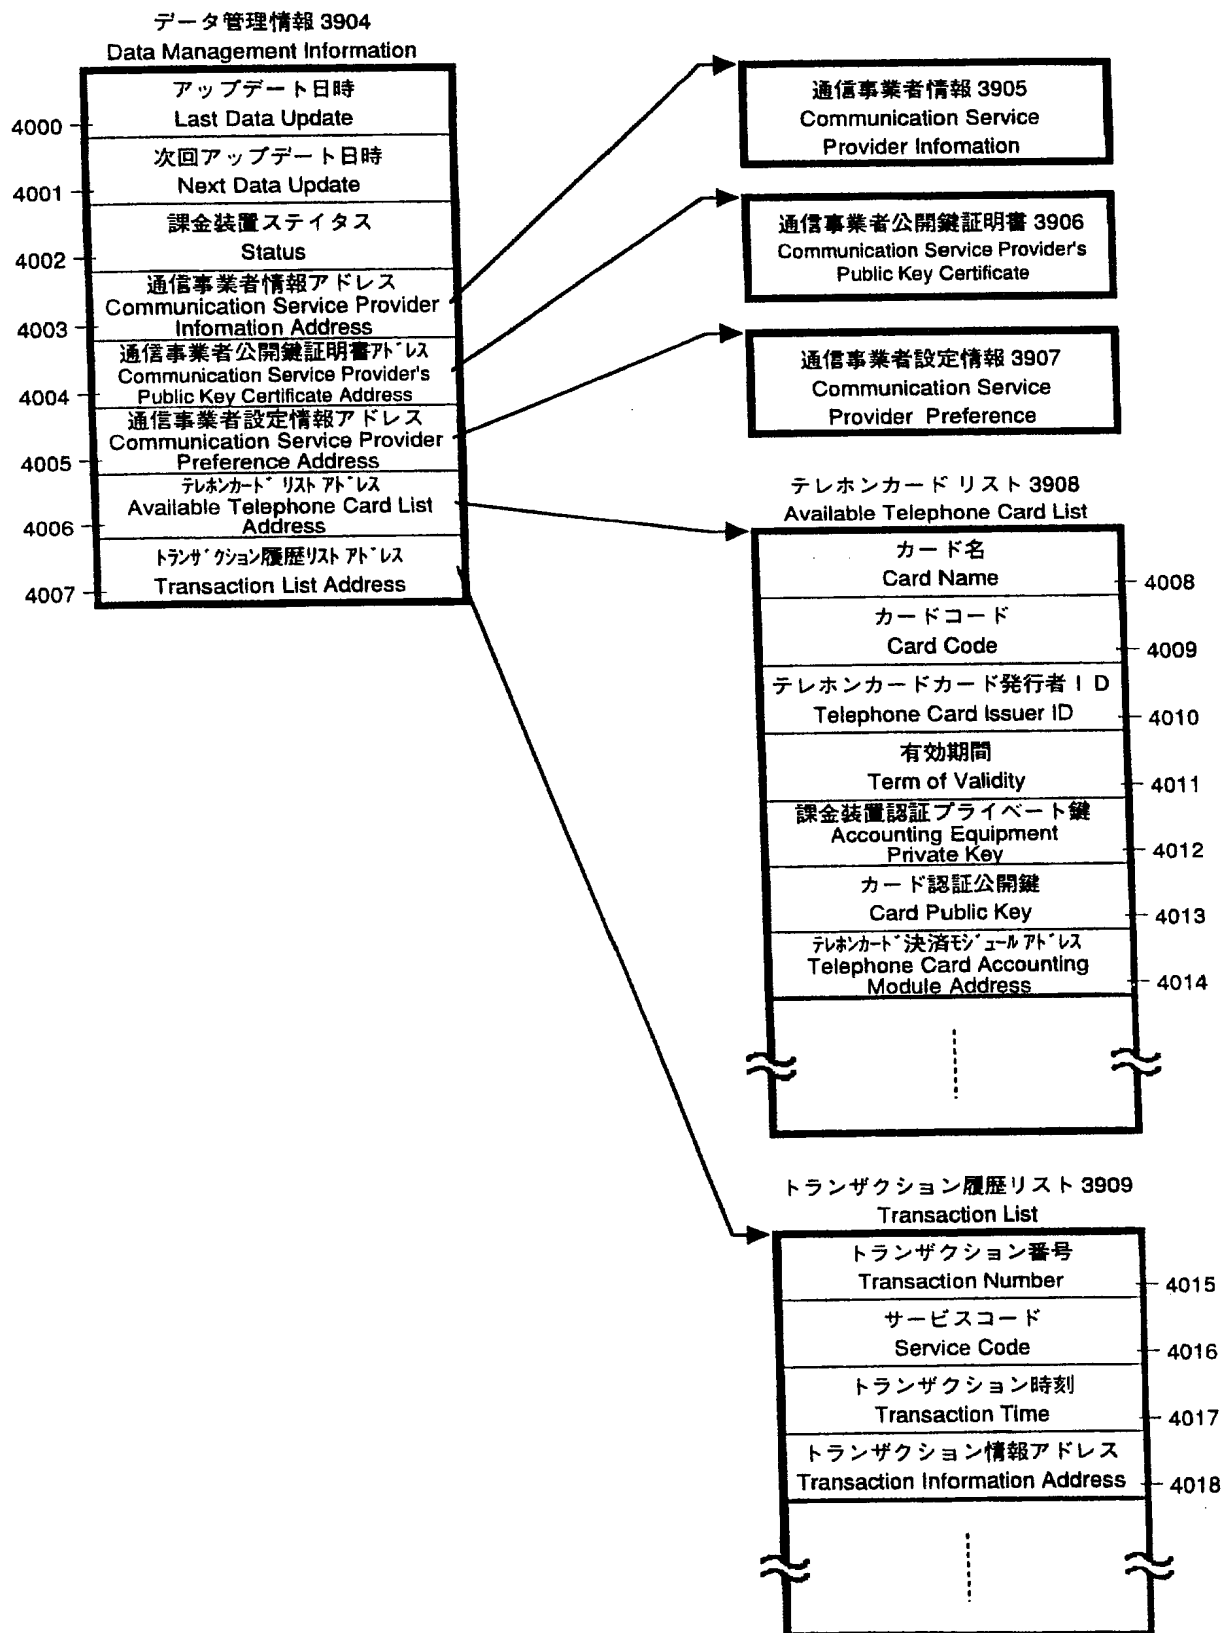 データ管理情報 3904
Data Management Information
アップデート日時
Last Data Update
4000
次回アップデート日時
Next Data Update
4001
課金装置ステイタス
Status
4002
通信事業者情報アドレス
Communication Service Provider
Infomation Address
4003
通信事業者公開鍵証明書アドレス
Communication Service Provider's
Public Key Certificate Address
4004
通信事業者設定情報アドレス
Communication Service Provider
Preference Address
4005
テレホンカード リスト アドレス
Available Telephone Card List
Address
4006
トランザクション履歴リスト アドレス
Transaction List Address
4007
通信事業者情報 3905
Communication Service
Provider Infomation
通信事業者公開鍵証明書 3906
Communication Service Provider's
Public Key Certificate
通信事業者設定情報 3907
Communication Service
Provider Preference
テレホンカード リスト 3908
Available Telephone Card List
カード名
Card Name
4008
カードコード
Card Code
4009
テレホンカードカード発行者ID
Telephone Card Issuer ID
4010
有効期間
Term of Validity
4011
課金装置認証プライベート鍵
Accounting Equipment
Private Key
4012
カード認証公開鍵
Card Public Key
4013
テレホンカード決済モジュール アドレス
Telephone Card Accounting
Module Address
4014
トランザクション履歴リスト 3909
Transaction List
トランザクション番号
Transaction Number
4015
サービスコード
Service Code
4016
トランザクション時刻
Transaction Time
4017
トランザクション情報アドレス
Transaction Information Address
4018